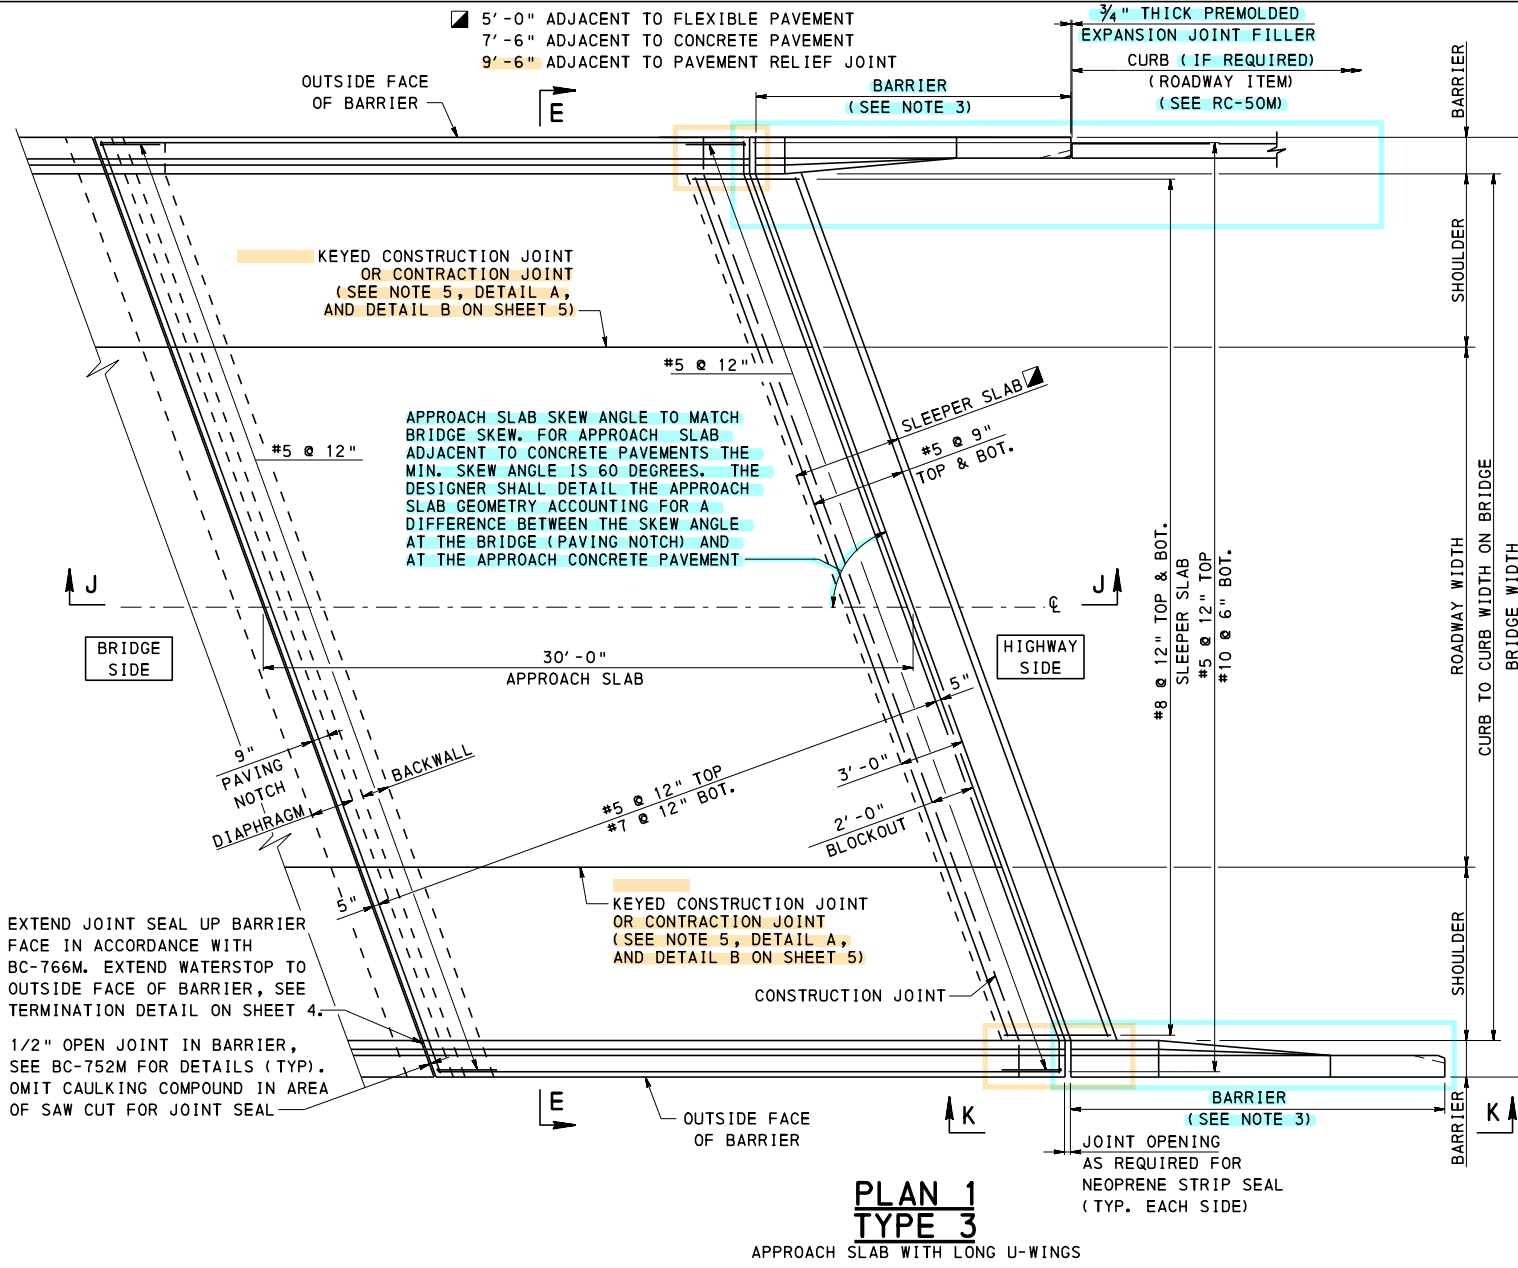 5'-0" ADJACENT TO FLEXIBLE PAVEMENT
7'-6" ADJACENT TO CONCRETE PAVEMENT
9'-6" ADJACENT TO PAVEMENT RELIEF JOINT
3/4" THICK PREMOLDED
EXPANSION JOINT FILLER
CURB (IF REQUIRED)
(ROADWAY ITEM)
(SEE RC-50M)
BARRIER
(SEE NOTE 3)
OUTSIDE FACE
OF BARRIER
E
BARRIER
SHOULDER
KEYED CONSTRUCTION JOINT
OR CONTRACTION JOINT
(SEE NOTE 5, DETAIL A,
AND DETAIL B ON SHEET 5)
#5 @ 12"
SLEEPER SLAB
#5 @ 9"
TOP & BOT.
#5 @ 12"
APPROACH SLAB SKEW ANGLE TO MATCH
BRIDGE SKEW. FOR APPROACH SLAB
ADJACENT TO CONCRETE PAVEMENTS THE
MIN. SKEW ANGLE IS 60 DEGREES. THE
DESIGNER SHALL DETAIL THE APPROACH
SLAB GEOMETRY ACCOUNTING FOR A
DIFFERENCE BETWEEN THE SKEW ANGLE
AT THE BRIDGE (PAVING NOTCH) AND
AT THE APPROACH CONCRETE PAVEMENT
J
J
℄
BRIDGE
SIDE
HIGHWAY
SIDE
30'-0"
APPROACH SLAB
#8 @ 12" TOP & BOT.
SLEEPER SLAB
#5 @ 12" TOP
#10 @ 6" BOT.
ROADWAY WIDTH
CURB TO CURB WIDTH ON BRIDGE
BRIDGE WIDTH
5"
9"
PAVING
NOTCH
DIAPHRAGM
BACKWALL
#5 @ 12" TOP
#7 @ 12" BOT.
3'-0"
2'-0"
BLOCKOUT
5"
KEYED CONSTRUCTION JOINT
OR CONTRACTION JOINT
(SEE NOTE 5, DETAIL A,
AND DETAIL B ON SHEET 5)
CONSTRUCTION JOINT
SHOULDER
EXTEND JOINT SEAL UP BARRIER
FACE IN ACCORDANCE WITH
BC-766M. EXTEND WATERSTOP TO
OUTSIDE FACE OF BARRIER, SEE
TERMINATION DETAIL ON SHEET 4.
1/2" OPEN JOINT IN BARRIER,
SEE BC-752M FOR DETAILS (TYP).
OMIT CAULKING COMPOUND IN AREA
OF SAW CUT FOR JOINT SEAL
E
OUTSIDE FACE
OF BARRIER
K
BARRIER
(SEE NOTE 3)
K
BARRIER
JOINT OPENING
AS REQUIRED FOR
NEOPRENE STRIP SEAL
(TYP. EACH SIDE)
PLAN 1
TYPE 3
APPROACH SLAB WITH LONG U-WINGS